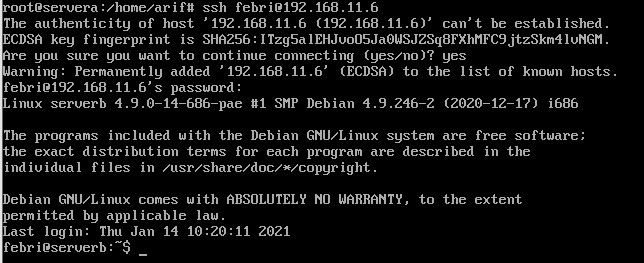 root@servera:/home/arif# ssh febri@192.168.11.6
The authenticity of host '192.168.11.6 (192.168.11.6)' can't be established.
ECDSA key fingerprint is SHA256:ITzg5alEHJvoO5Ja0WSJZSq8FXhMFC9jtzSkm4lvNGM.
Are you sure you want to continue connecting (yes/no)? yes
Warning: Permanently added '192.168.11.6' (ECDSA) to the list of known hosts.
febri@192.168.11.6's password:
Linux serverb 4.9.0-14-686-pae #1 SMP Debian 4.9.246-2 (2020-12-17) i686
The programs included with the Debian GNU/Linux system are free software;
the exact distribution terms for each program are described in the
individual files in /usr/share/doc/*/copyright.
Debian GNU/Linux comes with ABSOLUTELY NO WARRANTY, to the extent
permitted by applicable law.
Last login: Thu Jan 14 10:20:11 2021
febri@serverb:~$ _